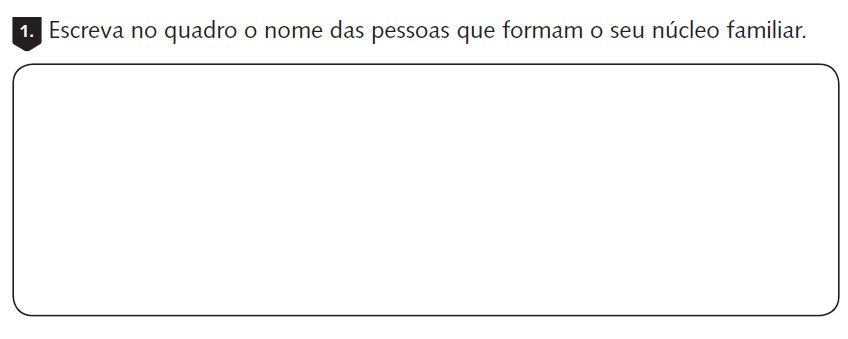 1. Escreva no quadro o nome das pessoas que formam o seu núcleo familiar.